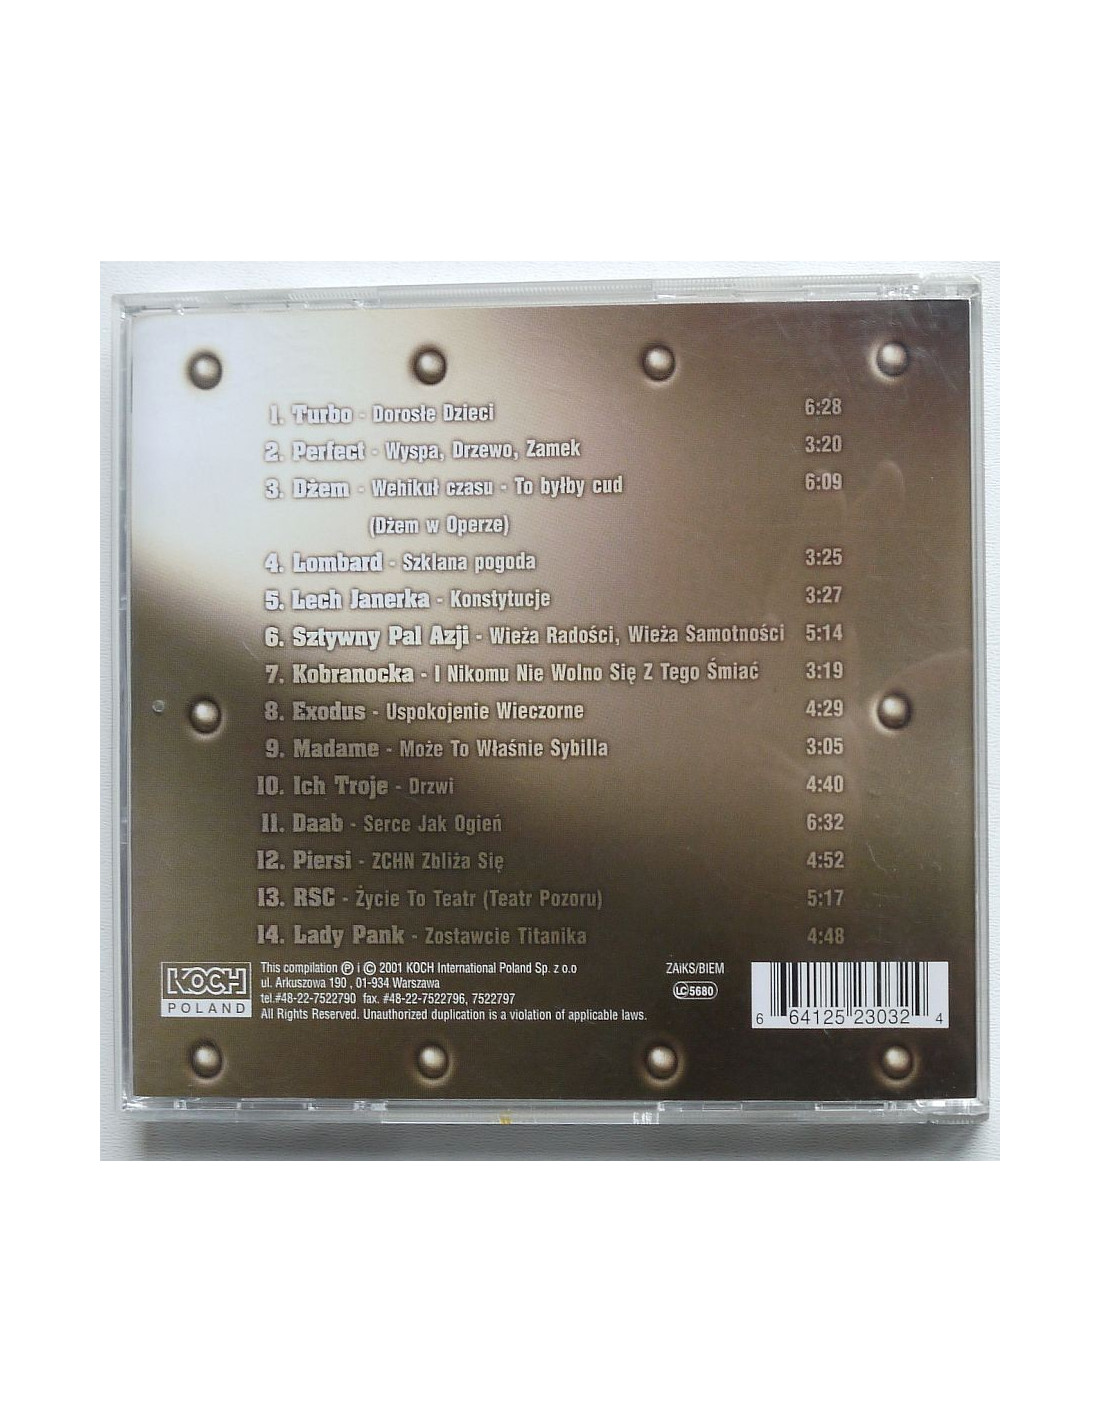 1. Turbo - Dorosłe Dzieci 6:28
2. Perfect - Wyspa, Drzewo, Zamek 3:20
3. Dżem - Wehikuł czasu - To byłby cud 6:09
(Dżem w Operze)
4. Lombard - Szklana pogoda 3:25
5. Lech Janerka - Konstytucje 3:27
6. Sztywny Pal Azji - Wieża Radości, Wieża Samotności 5:14
7. Kobranocka - I Nikomu Nie Wolno Się Z Tego Śmiać 3:19
8. Exodus - Uspokojenie Wieczorne 4:29
9. Madame - Może To Właśnie Sybilla 3:05
10. Ich Troje - Drzwi 4:40
11. Daab - Serce Jak Ogień 6:32
12. Piersi - ZCHN Zbliża Się 4:52
13. RSC - Życie To Teatr (Teatr Pozoru) 5:17
14. Lady Pank - Zostawcie Titanika 4:48
KOCH
POLAND
This compilation ℗ i © 2001 KOCH International Poland Sp. z o.o
ul. Arkuszowa 190 , 01-934 Warszawa
tel.#48-22-7522790 fax. #48-22-7522796, 7522797
All Rights Reserved. Unauthorized duplication is a violation of applicable laws.
ZAiKS/BIEM
LC 5680
6 64125 23032 4